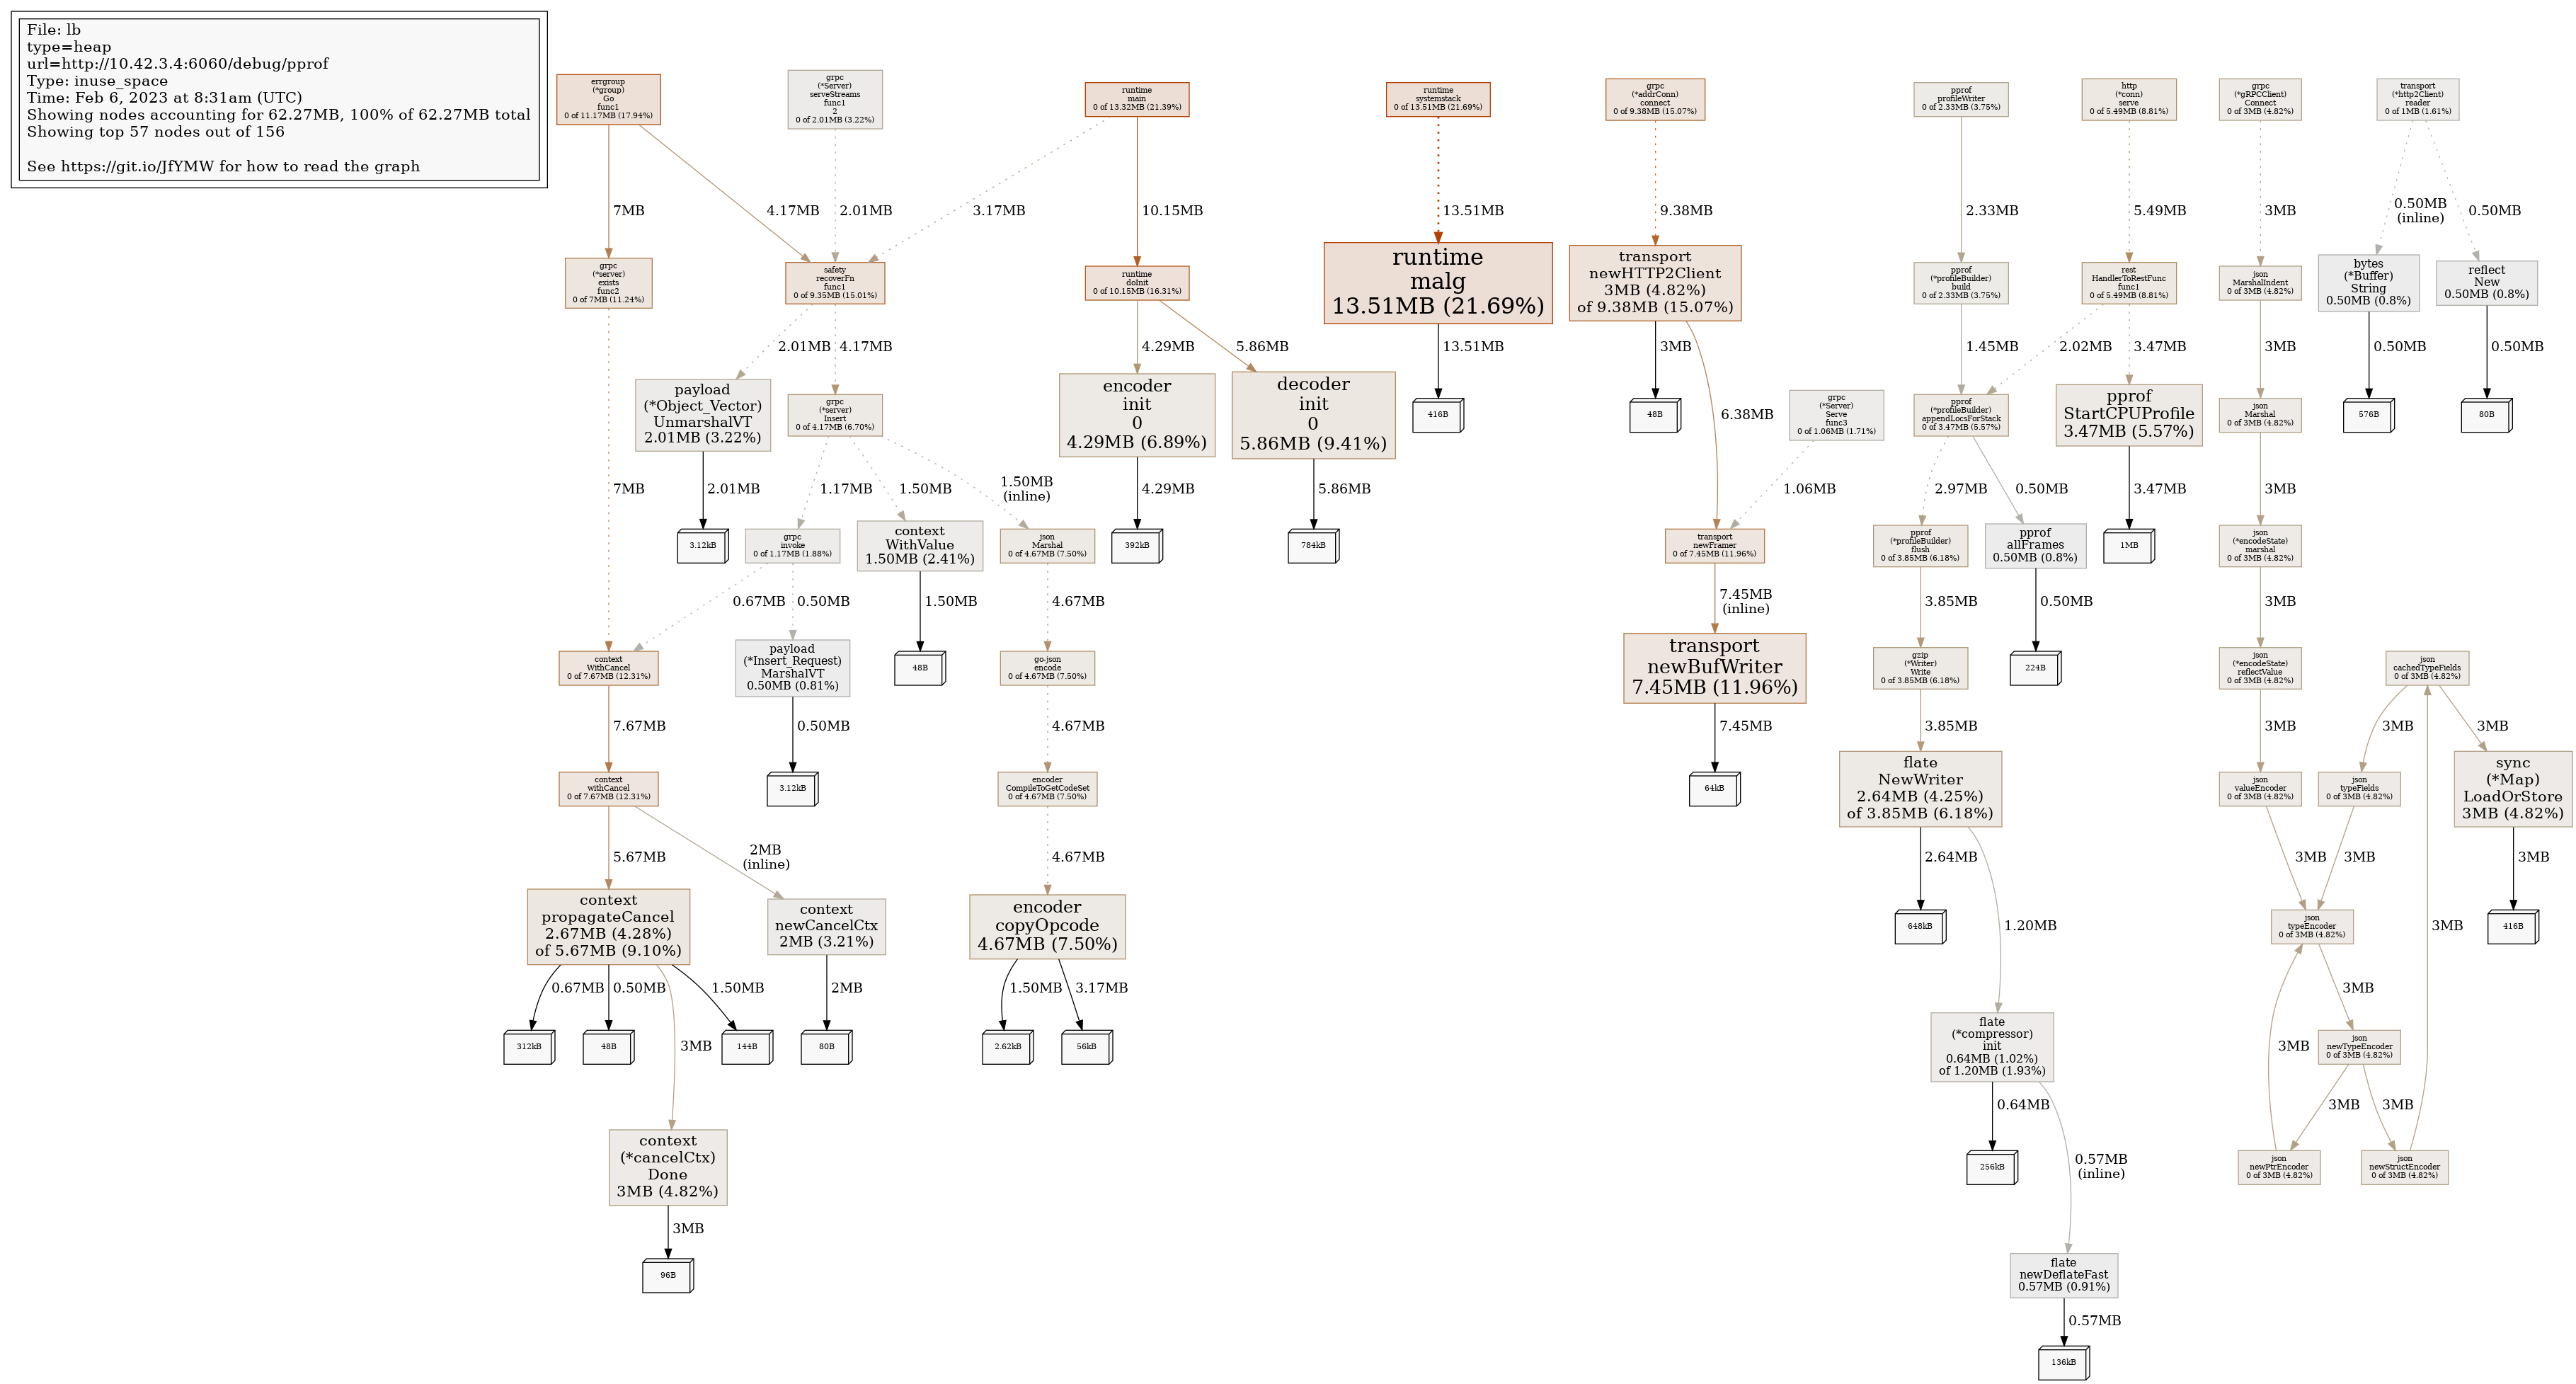 File: lb
type=heap
url=http://10.42.3.4:6060/debug/pprof
Type: inuse_space
Time: Feb 6, 2023 at 8:31am (UTC)
Showing nodes accounting for 62.27MB, 100% of 62.27MB total
Showing top 57 nodes out of 156
See https://git.io/JfYMW for how to read the graph
errgroup
(*group)
Go
func1
0 of 11.17MB (17.94%)
grpc
(*Server)
serveStreams
func1
2
0 of 2.01MB (3.22%)
runtime
main
0 of 13.32MB (21.39%)
runtime
systemstack
0 of 13.51MB (21.69%)
grpc
(*addrConn)
connect
0 of 9.38MB (15.07%)
pprof
profileWriter
0 of 2.33MB (3.75%)
http
(*conn)
serve
0 of 5.49MB (8.81%)
grpc
(*gRPCClient)
Connect
0 of 3MB (4.82%)
transport
(*http2Client)
reader
0 of 1MB (1.61%)
7MB
4.17MB
2.01MB
3.17MB
10.15MB
13.51MB
9.38MB
2.33MB
5.49MB
3MB
0.50MB
(inline)
0.50MB
grpc
(*server)
exists
func2
0 of 7MB (11.24%)
safety
recoverFn
func1
0 of 9.35MB (15.01%)
runtime
doInit
0 of 10.15MB (16.31%)
runtime
malg
13.51MB (21.69%)
transport
newHTTP2Client
3MB (4.82%)
of 9.38MB (15.07%)
pprof
(*profileBuilder)
build
0 of 2.33MB (3.75%)
rest
HandlerToRestFunc
func1
0 of 5.49MB (8.81%)
json
MarshalIndent
0 of 3MB (4.82%)
bytes
(*Buffer)
String
0.50MB (0.8%)
reflect
New
0.50MB (0.8%)
2.01MB
4.17MB
4.29MB
5.86MB
13.51MB
3MB
6.38MB
1.45MB
2.02MB
3.47MB
3MB
0.50MB
0.50MB
payload
(*Object_Vector)
UnmarshalVT
2.01MB (3.22%)
grpc
(*server)
Insert
0 of 4.17MB (6.70%)
encoder
init
0
4.29MB (6.89%)
decoder
init
0
5.86MB (9.41%)
416B
48B
grpc
(*Server)
Serve
func3
0 of 1.06MB (1.71%)
pprof
(*profileBuilder)
appendLocsForStack
0 of 3.47MB (5.57%)
pprof
StartCPUProfile
3.47MB (5.57%)
json
Marshal
0 of 3MB (4.82%)
576B
80B
7MB
2.01MB
1.17MB
1.50MB
1.50MB
(inline)
4.29MB
5.86MB
1.06MB
2.97MB
0.50MB
3.47MB
3MB
3.12kB
grpc
invoke
0 of 1.17MB (1.88%)
context
WithValue
1.50MB (2.41%)
json
Marshal
0 of 4.67MB (7.50%)
392kB
784kB
transport
newFramer
0 of 7.45MB (11.96%)
pprof
(*profileBuilder)
flush
0 of 3.85MB (6.18%)
pprof
allFrames
0.50MB (0.8%)
1MB
json
(*encodeState)
marshal
0 of 3MB (4.82%)
0.67MB
0.50MB
1.50MB
4.67MB
7.45MB
(inline)
3.85MB
0.50MB
3MB
context
WithCancel
0 of 7.67MB (12.31%)
payload
(*Insert_Request)
MarshalVT
0.50MB (0.81%)
48B
go-json
encode
0 of 4.67MB (7.50%)
transport
newBufWriter
7.45MB (11.96%)
gzip
(*Writer)
Write
0 of 3.85MB (6.18%)
224B
json
(*encodeState)
reflectValue
0 of 3MB (4.82%)
json
cachedTypeFields
0 of 3MB (4.82%)
7.67MB
0.50MB
4.67MB
7.45MB
3.85MB
3MB
3MB
3MB
context
withCancel
0 of 7.67MB (12.31%)
3.12kB
encoder
CompileToGetCodeSet
0 of 4.67MB (7.50%)
64kB
flate
NewWriter
2.64MB (4.25%)
of 3.85MB (6.18%)
json
valueEncoder
0 of 3MB (4.82%)
json
typeFields
0 of 3MB (4.82%)
sync
(*Map)
LoadOrStore
3MB (4.82%)
5.67MB
2MB
(inline)
4.67MB
2.64MB
1.20MB
3MB
3MB
3MB
3MB
context
propagateCancel
2.67MB (4.28%)
of 5.67MB (9.10%)
context
newCancelCtx
2MB (3.21%)
encoder
copyOpcode
4.67MB (7.50%)
648kB
json
typeEncoder
0 of 3MB (4.82%)
416B
0.67MB
0.50MB
1.50MB
3MB
2MB
1.50MB
3.17MB
3MB
3MB
312kB
48B
144B
80B
2.62kB
56kB
flate
(*compressor)
init
0.64MB (1.02%)
of 1.20MB (1.93%)
json
newTypeEncoder
0 of 3MB (4.82%)
0.64MB
0.57MB
(inline)
3MB
3MB
context
(*cancelCtx)
Done
3MB (4.82%)
256kB
json
newPtrEncoder
0 of 3MB (4.82%)
json
newStructEncoder
0 of 3MB (4.82%)
3MB
96B
flate
newDeflateFast
0.57MB (0.91%)
0.57MB
136kB